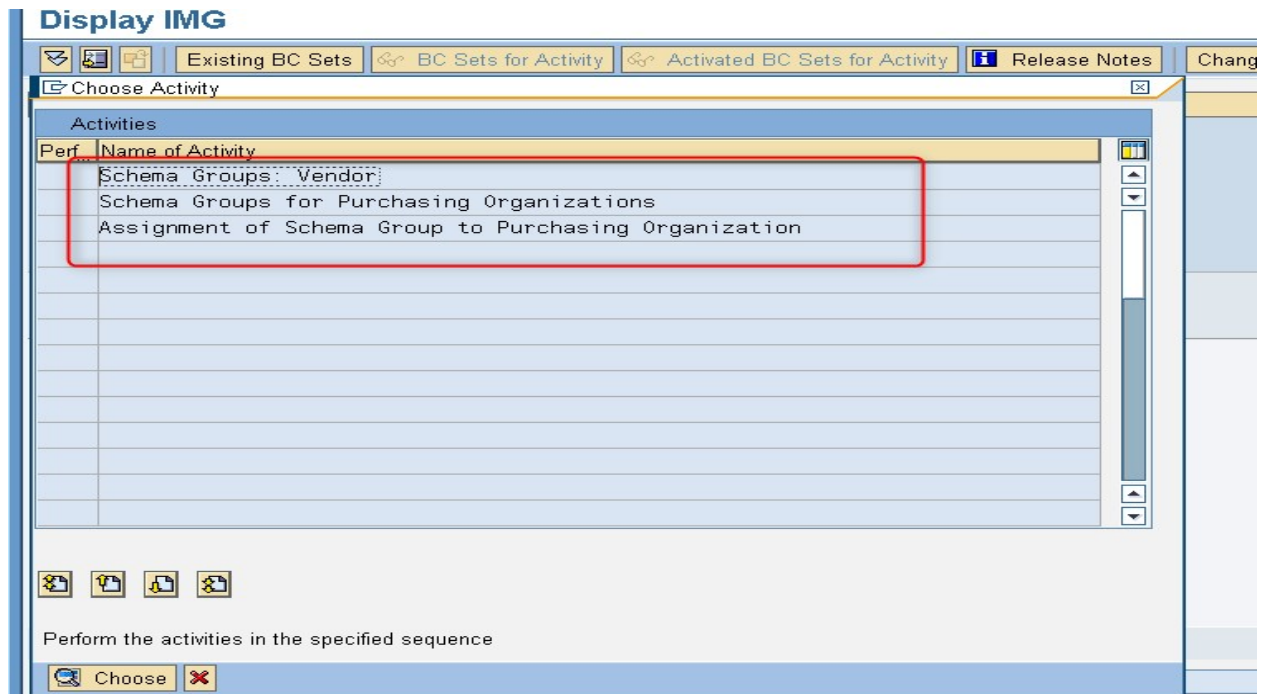 Display IMG
Existing BC Sets BC Sets for Activity Activated BC Sets for Activity Release Notes Chang
Choose Activity
Activities
Perf.. Name of Activity
Schema Groups: Vendor
Schema Groups for Purchasing Organizations
Assignment of Schema Group to Purchasing Organization
Perform the activities in the specified sequence
Choose